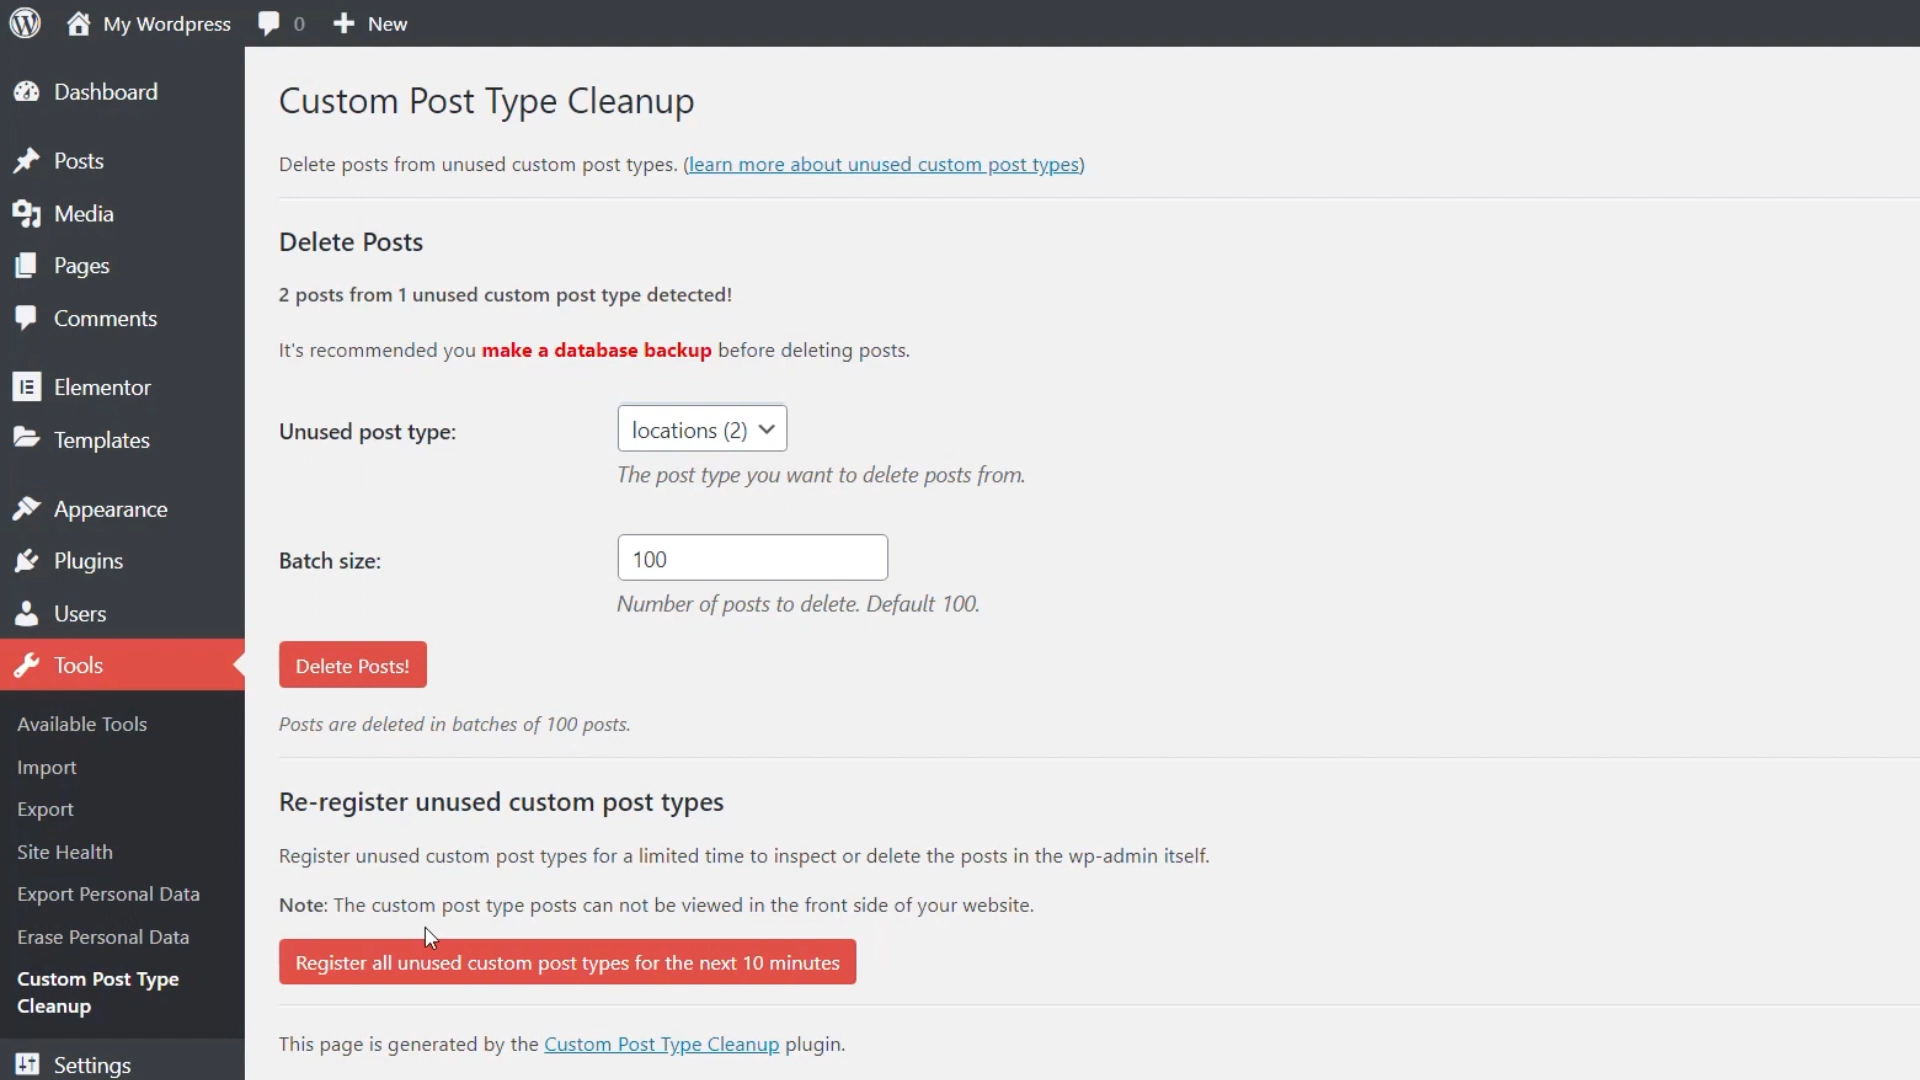 My Wordpress 0 New
Dashboard
Posts
Media
Pages
Comments
Elementor
Templates
Appearance
Plugins
Users
Tools
Available Tools
Import
Export
Site Health
Export Personal Data
Erase Personal Data
Custom Post Type
Cleanup
Settings
Custom Post Type Cleanup
Delete posts from unused custom post types. (learn more about unused custom post types)
Delete Posts
2 posts from 1 unused custom post type detected!
It's recommended you make a database backup before deleting posts.
Unused post type: locations (2)
The post type you want to delete posts from.
Batch size: 100
Number of posts to delete. Default 100.
Delete Posts!
Posts are deleted in batches of 100 posts.
Re-register unused custom post types
Register unused custom post types for a limited time to inspect or delete the posts in the wp-admin itself.
Note: The custom post type posts can not be viewed in the front side of your website.
Register all unused custom post types for the next 10 minutes
This page is generated by the Custom Post Type Cleanup plugin.